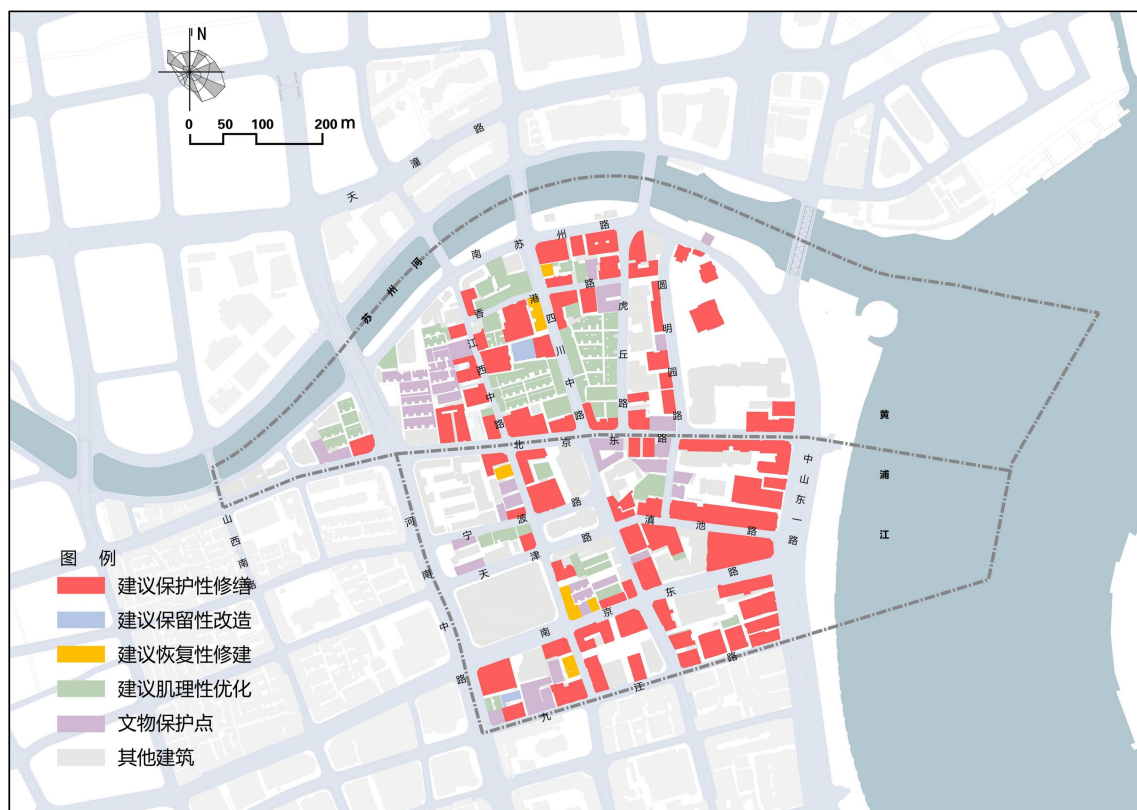 N
0 50 100 200 m
天潼路
苏州河
南苏州路
香港路
江西中路
四川中路
虎丘路
圆明园路
北京东路
中山东一路
黄浦江
山西南路
河南中路
宁波路
天津路
滇池路
南京东路
九江路
图 例
建议保护性修缮
建议保留性改造
建议恢复性修建
建议肌理性优化
文物保护点
其他建筑